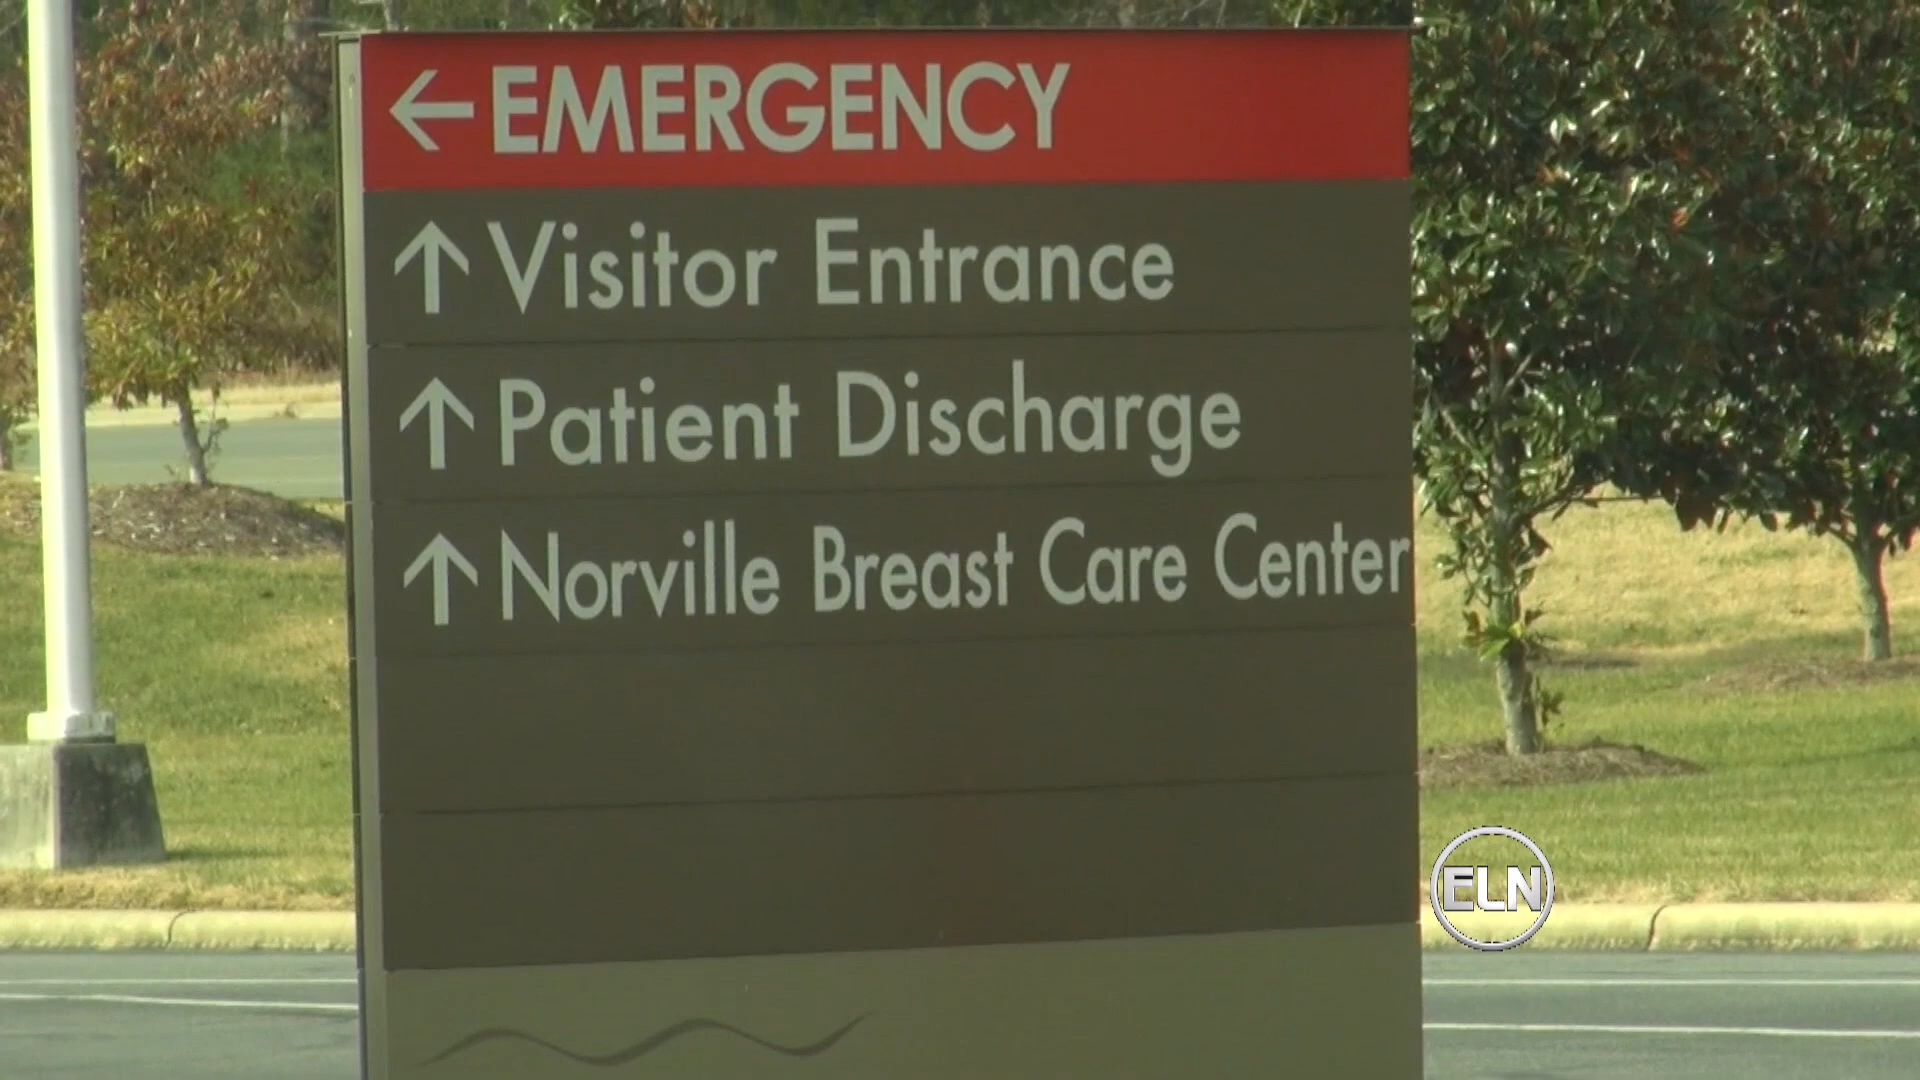 ← EMERGENCY
↑ Visitor Entrance
↑ Patient Discharge
↑ Norville Breast Care Center
ELN